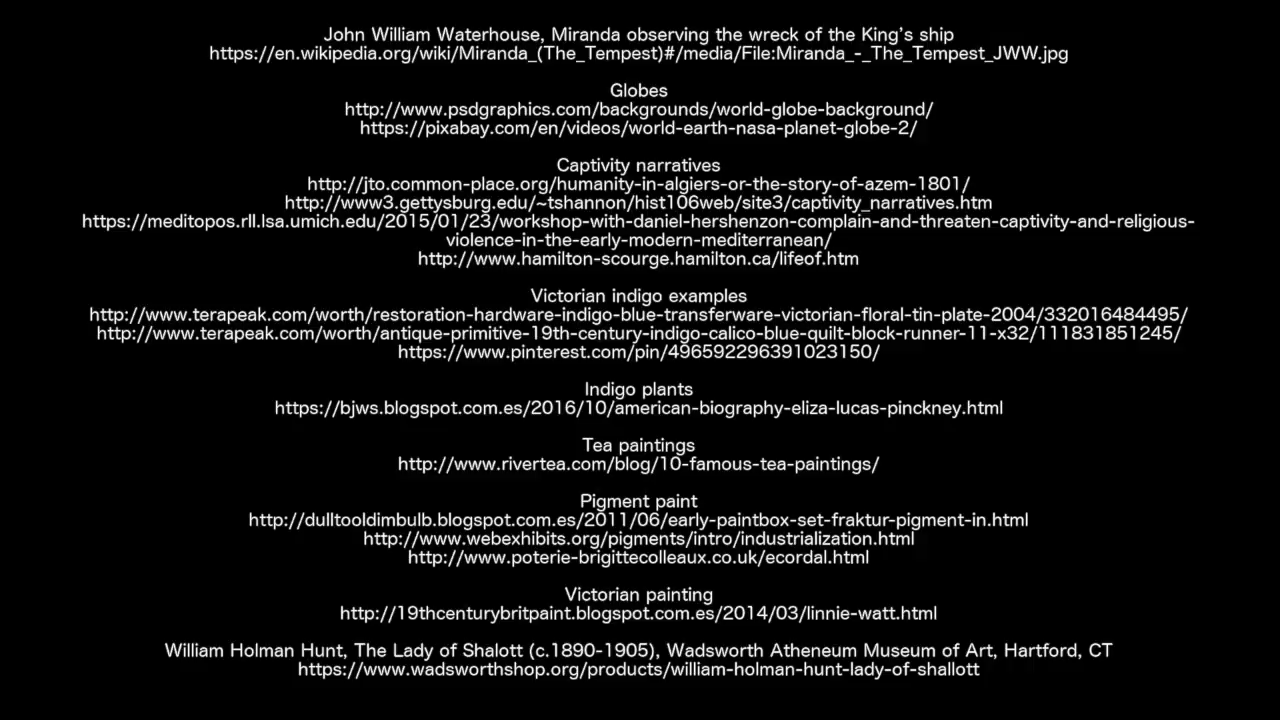 John William Waterhouse, Miranda observing the wreck of the King's ship
https://en.wikipedia.org/wiki/Miranda_(The_Tempest)#/media/File:Miranda_-_The_Tempest_JWW.jpg
Globes
http://www.psdgraphics.com/backgrounds/world-globe-background/
https://pixabay.com/en/videos/world-earth-nasa-planet-globe-2/
Captivity narratives
http://jto.common-place.org/humanity-in-algiers-or-the-story-of-azem-1801/
http://www3.gettysburg.edu/~tshannon/hist106web/site3/captivity_narratives.htm
https://meditopos.rll.lsa.umich.edu/2015/01/23/workshop-with-daniel-hershenzon-complain-and-threaten-captivity-and-religious-
violence-in-the-early-modern-mediterranean/
http://www.hamilton-scourge.hamilton.ca/lifeof.htm
Victorian indigo examples
http://www.terapeak.com/worth/restoration-hardware-indigo-blue-transferware-victorian-floral-tin-plate-2004/332016484495/
http://www.terapeak.com/worth/antique-primitive-19th-century-indigo-calico-blue-quilt-block-runner-11-x32/111831851245/
https://www.pinterest.com/pin/496592296391023150/
Indigo plants
https://bjws.blogspot.com.es/2016/10/american-biography-eliza-lucas-pinckney.html
Tea paintings
http://www.rivertea.com/blog/10-famous-tea-paintings/
Pigment paint
http://dulltooldimbulb.blogspot.com.es/2011/06/early-paintbox-set-fraktur-pigment-in.html
http://www.webexhibits.org/pigments/intro/industrialization.html
http://www.poterie-brigittecolleaux.co.uk/ecordal.html
Victorian painting
http://19thcenturybritpaint.blogspot.com.es/2014/03/linnie-watt.html
William Holman Hunt, The Lady of Shalott (c.1890-1905), Wadsworth Atheneum Museum of Art, Hartford, CT
https://www.wadsworthshop.org/products/william-holman-hunt-lady-of-shallott